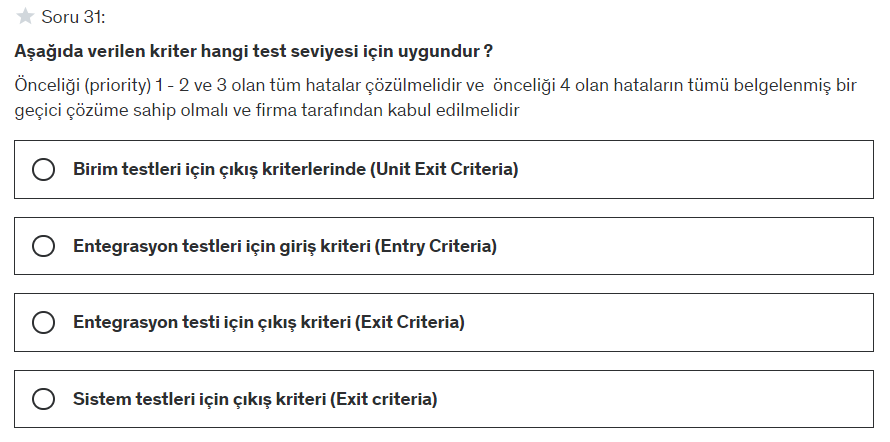 Soru 31:
Aşağıda verilen kriter hangi test seviyesi için uygundur ?
Önceliği (priority) 1 - 2 ve 3 olan tüm hatalar çözülmelidir ve önceliği 4 olan hataların tümü belgelenmiş bir
geçici çözüme sahip olmalı ve firma tarafından kabul edilmelidir
Birim testleri için çıkış kriterlerinde (Unit Exit Criteria)
Entegrasyon testleri için giriş kriteri (Entry Criteria)
Entegrasyon testi için çıkış kriteri (Exit Criteria)
Sistem testleri için çıkış kriteri (Exit criteria)